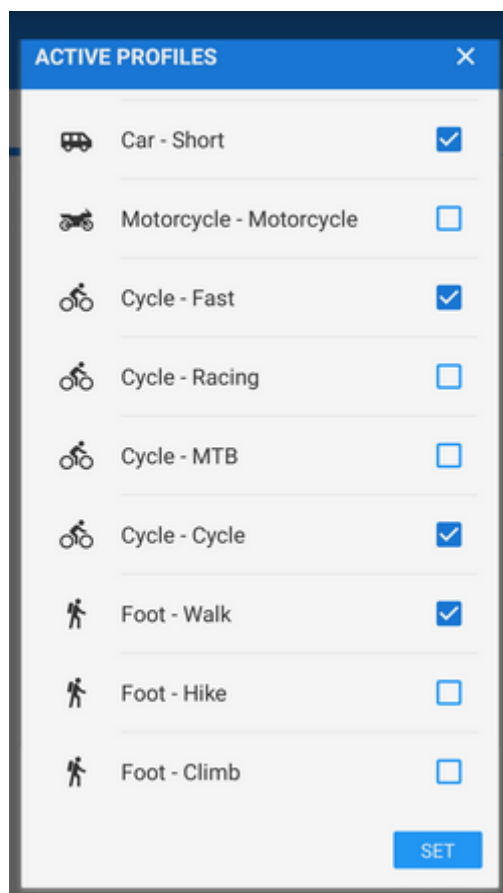 ACTIVE PROFILES
Car - Short
Motorcycle - Motorcycle
Cycle - Fast
Cycle - Racing
Cycle - MTB
Cycle - Cycle
Foot - Walk
Foot - Hike
Foot - Climb
SET